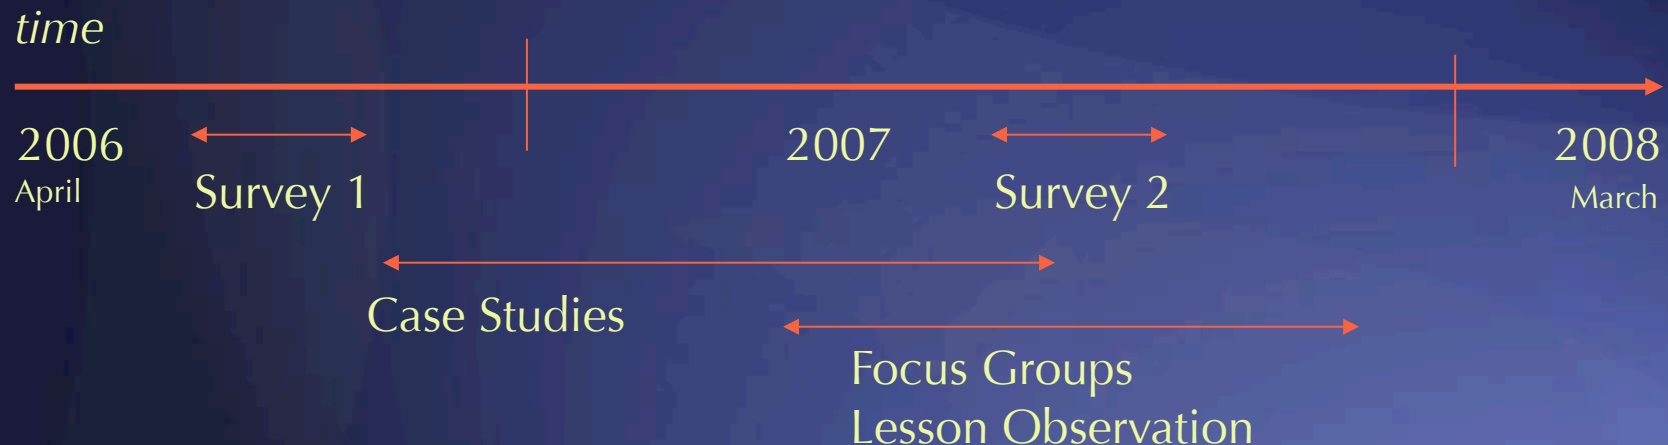 time
2006 2007 2008
April Survey 1 Survey 2 March
Case Studies
Focus Groups
Lesson Observation